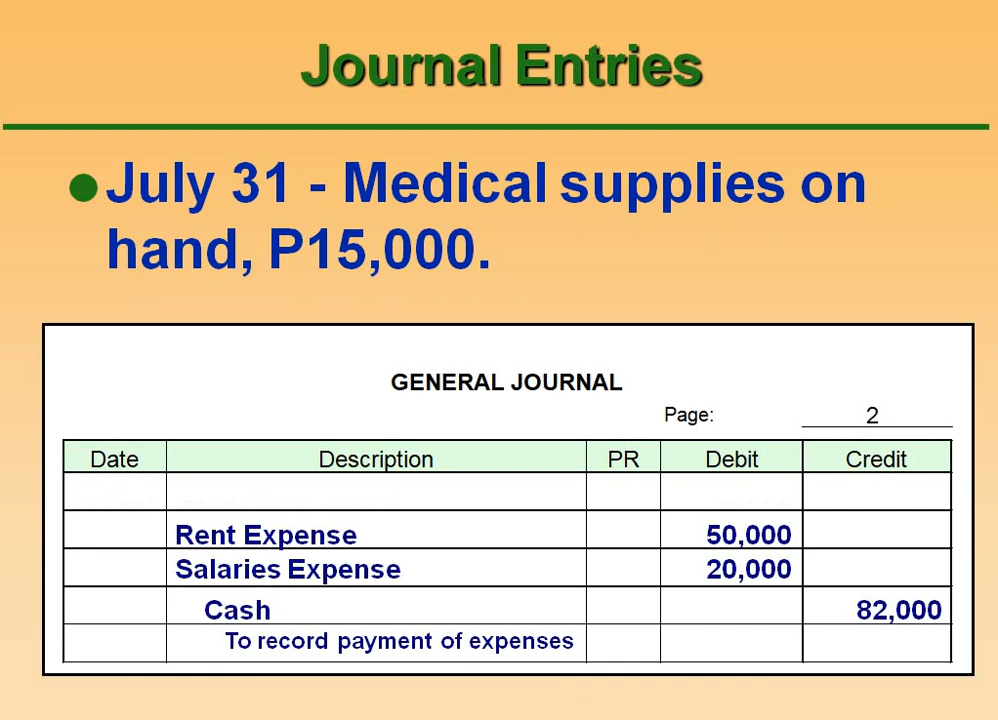 Journal Entries
July 31 - Medical supplies on
hand, P15,000.
GENERAL JOURNAL
Page: 2
Date Description PR Debit Credit
Rent Expense 50,000
Salaries Expense 20,000
Cash 82,000
To record payment of expenses